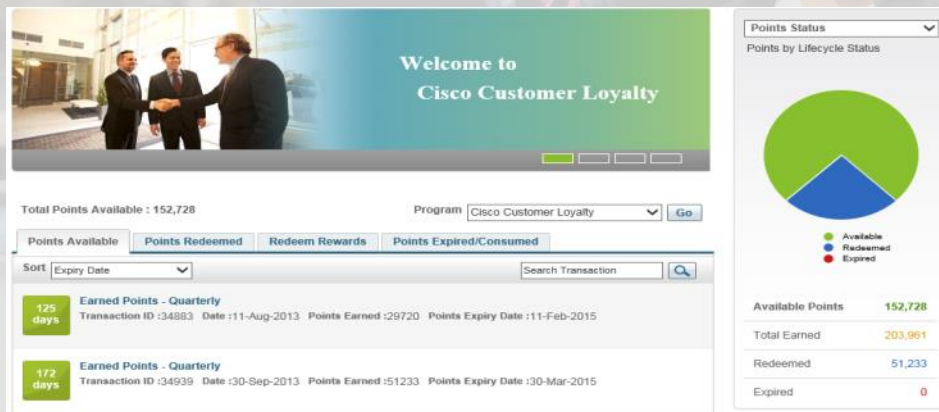 Welcome to
Cisco Customer Loyalty
Total Points Available : 152,728
Program Cisco Customer Loyalty Go
Points Available Points Redeemed Redeem Rewards Points Expired/Consumed
Sort Expiry Date Search Transaction
125 days
Earned Points - Quarterly
Transaction ID :34883 Date :11-Aug-2013 Points Earned :29720 Points Expiry Date :11-Feb-2015
172 days
Earned Points - Quarterly
Transaction ID :34939 Date :30-Sep-2013 Points Earned :51233 Points Expiry Date :30-Mar-2015
Points Status
Points by Lifecycle Status
Available
Redeemed
Expired
Available Points 152,728
Total Earned 203,961
Redeemed 51,233
Expired 0